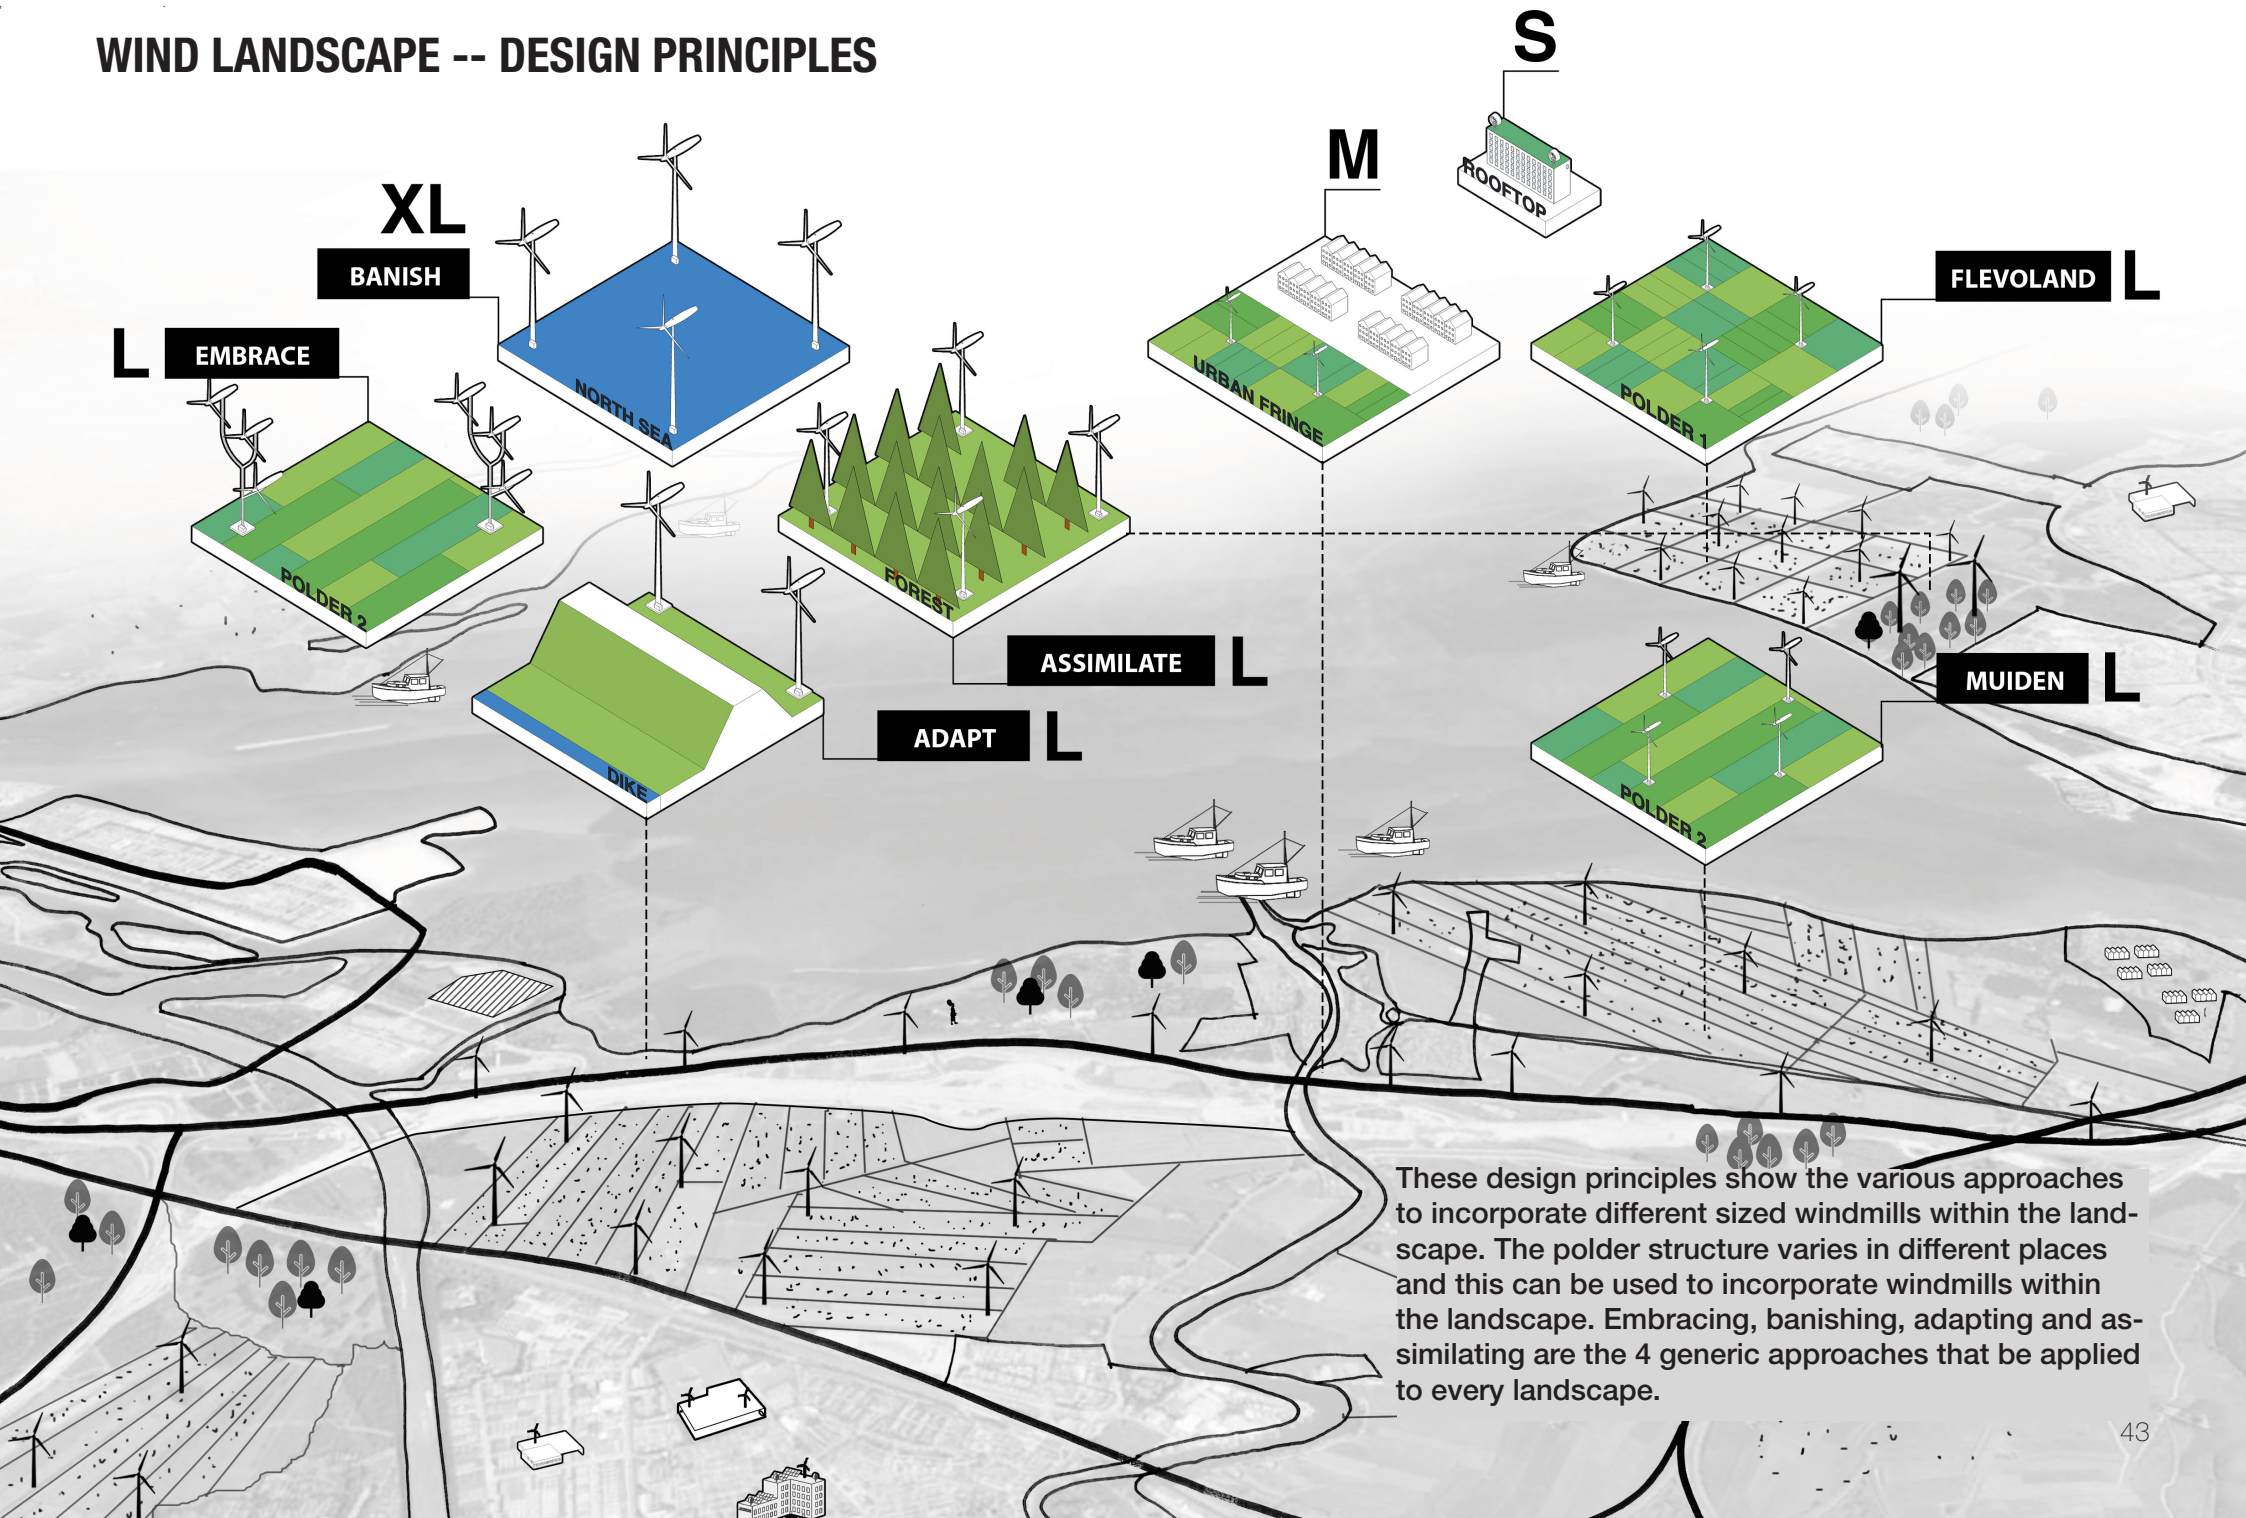 WIND LANDSCAPE -- DESIGN PRINCIPLES
S
ROOFTOP
M
URBAN FRINGE
XL
BANISH
NORTH SEA
L EMBRACE
POLDER 2
FLEVOLAND L
POLDER 1
FOREST
ASSIMILATE L
ADAPT L
DIKE
MUIDEN L
POLDER 2
These design principles show the various approaches
to incorporate different sized windmills within the land-
scape. The polder structure varies in different places
and this can be used to incorporate windmills within
the landscape. Embracing, banishing, adapting and as-
similating are the 4 generic approaches that be applied
to every landscape.
43